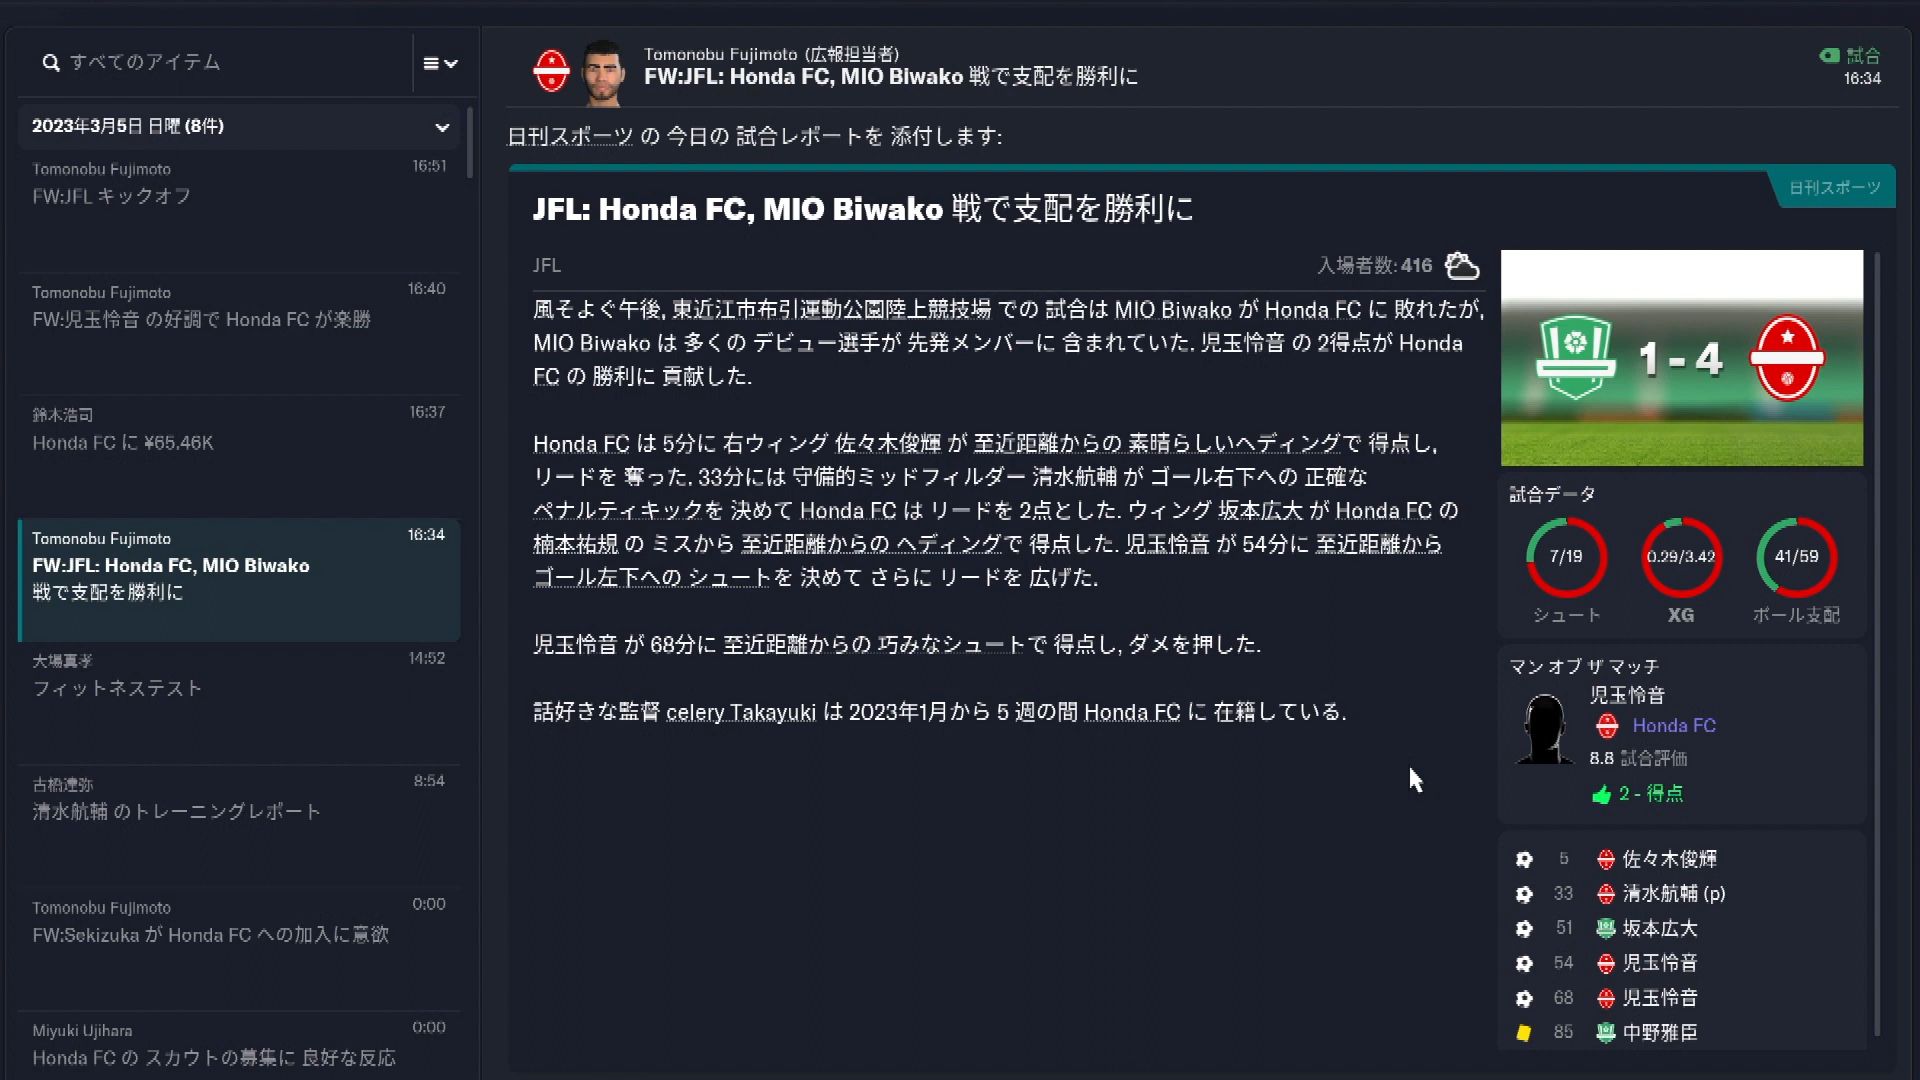 すべてのアイテム
2023年3月5日 日曜 (8件)
Tomonobu Fujimoto 16:51
FW:JFL キックオフ
Tomonobu Fujimoto 16:40
FW:児玉怜音 の好調で Honda FC が楽勝
鈴木浩司 16:37
Honda FC に ¥65.46K
Tomonobu Fujimoto 16:34
FW:JFL: Honda FC, MIO Biwako
戦で支配を勝利に
大場真孝 14:52
フィットネステスト
古橋達弥 8:54
清水航輔 のトレーニングレポート
Tomonobu Fujimoto 0:00
FW:Sekizuka が Honda FC への加入に意欲
Miyuki Ujihara 0:00
Honda FC の スカウトの募集に 良好な反応
Tomonobu Fujimoto (広報担当者)
FW:JFL: Honda FC, MIO Biwako 戦で支配を勝利に
試合
16:34
日刊スポーツ の 今日の 試合レポートを 添付します:
日刊スポーツ
JFL: Honda FC, MIO Biwako 戦で支配を勝利に
JFL
入場者数: 416
風そよぐ午後, 東近江市布引運動公園陸上競技場 での 試合は MIO Biwako が Honda FC に 敗れたが,
MIO Biwako は 多くの デビュー選手が 先発メンバーに 含まれていた. 児玉怜音 の 2得点が Honda
FC の 勝利に 貢献した.
Honda FC は 5分に 右ウィング 佐々木俊輝 が 至近距離からの 素晴らしいヘディングで 得点し,
リードを 奪った. 33分には 守備的ミッドフィルダー 清水航輔 が ゴール右下への 正確な
ペナルティキックを 決めて Honda FC は リードを 2点とした. ウィング 坂本広大 が Honda FC の
楠本祐規 の ミスから 至近距離からの ヘディングで 得点した. 児玉怜音 が 54分に 至近距離から
ゴール左下への シュートを 決めて さらに リードを 広げた.
児玉怜音 が 68分に 至近距離からの 巧みなシュートで 得点し, ダメを押した.
話好きな監督 celery Takayuki は 2023年1月から 5 週の間 Honda FC に 在籍している.
1 - 4
試合データ
7/19 0.29/3.42 41/59
シュート XG ボール支配
マン オブ ザ マッチ
児玉怜音
Honda FC
8.8 試合評価
2 - 得点
5 佐々木俊輝
33 清水航輔 (p)
51 坂本広大
54 児玉怜音
68 児玉怜音
85 中野雅臣